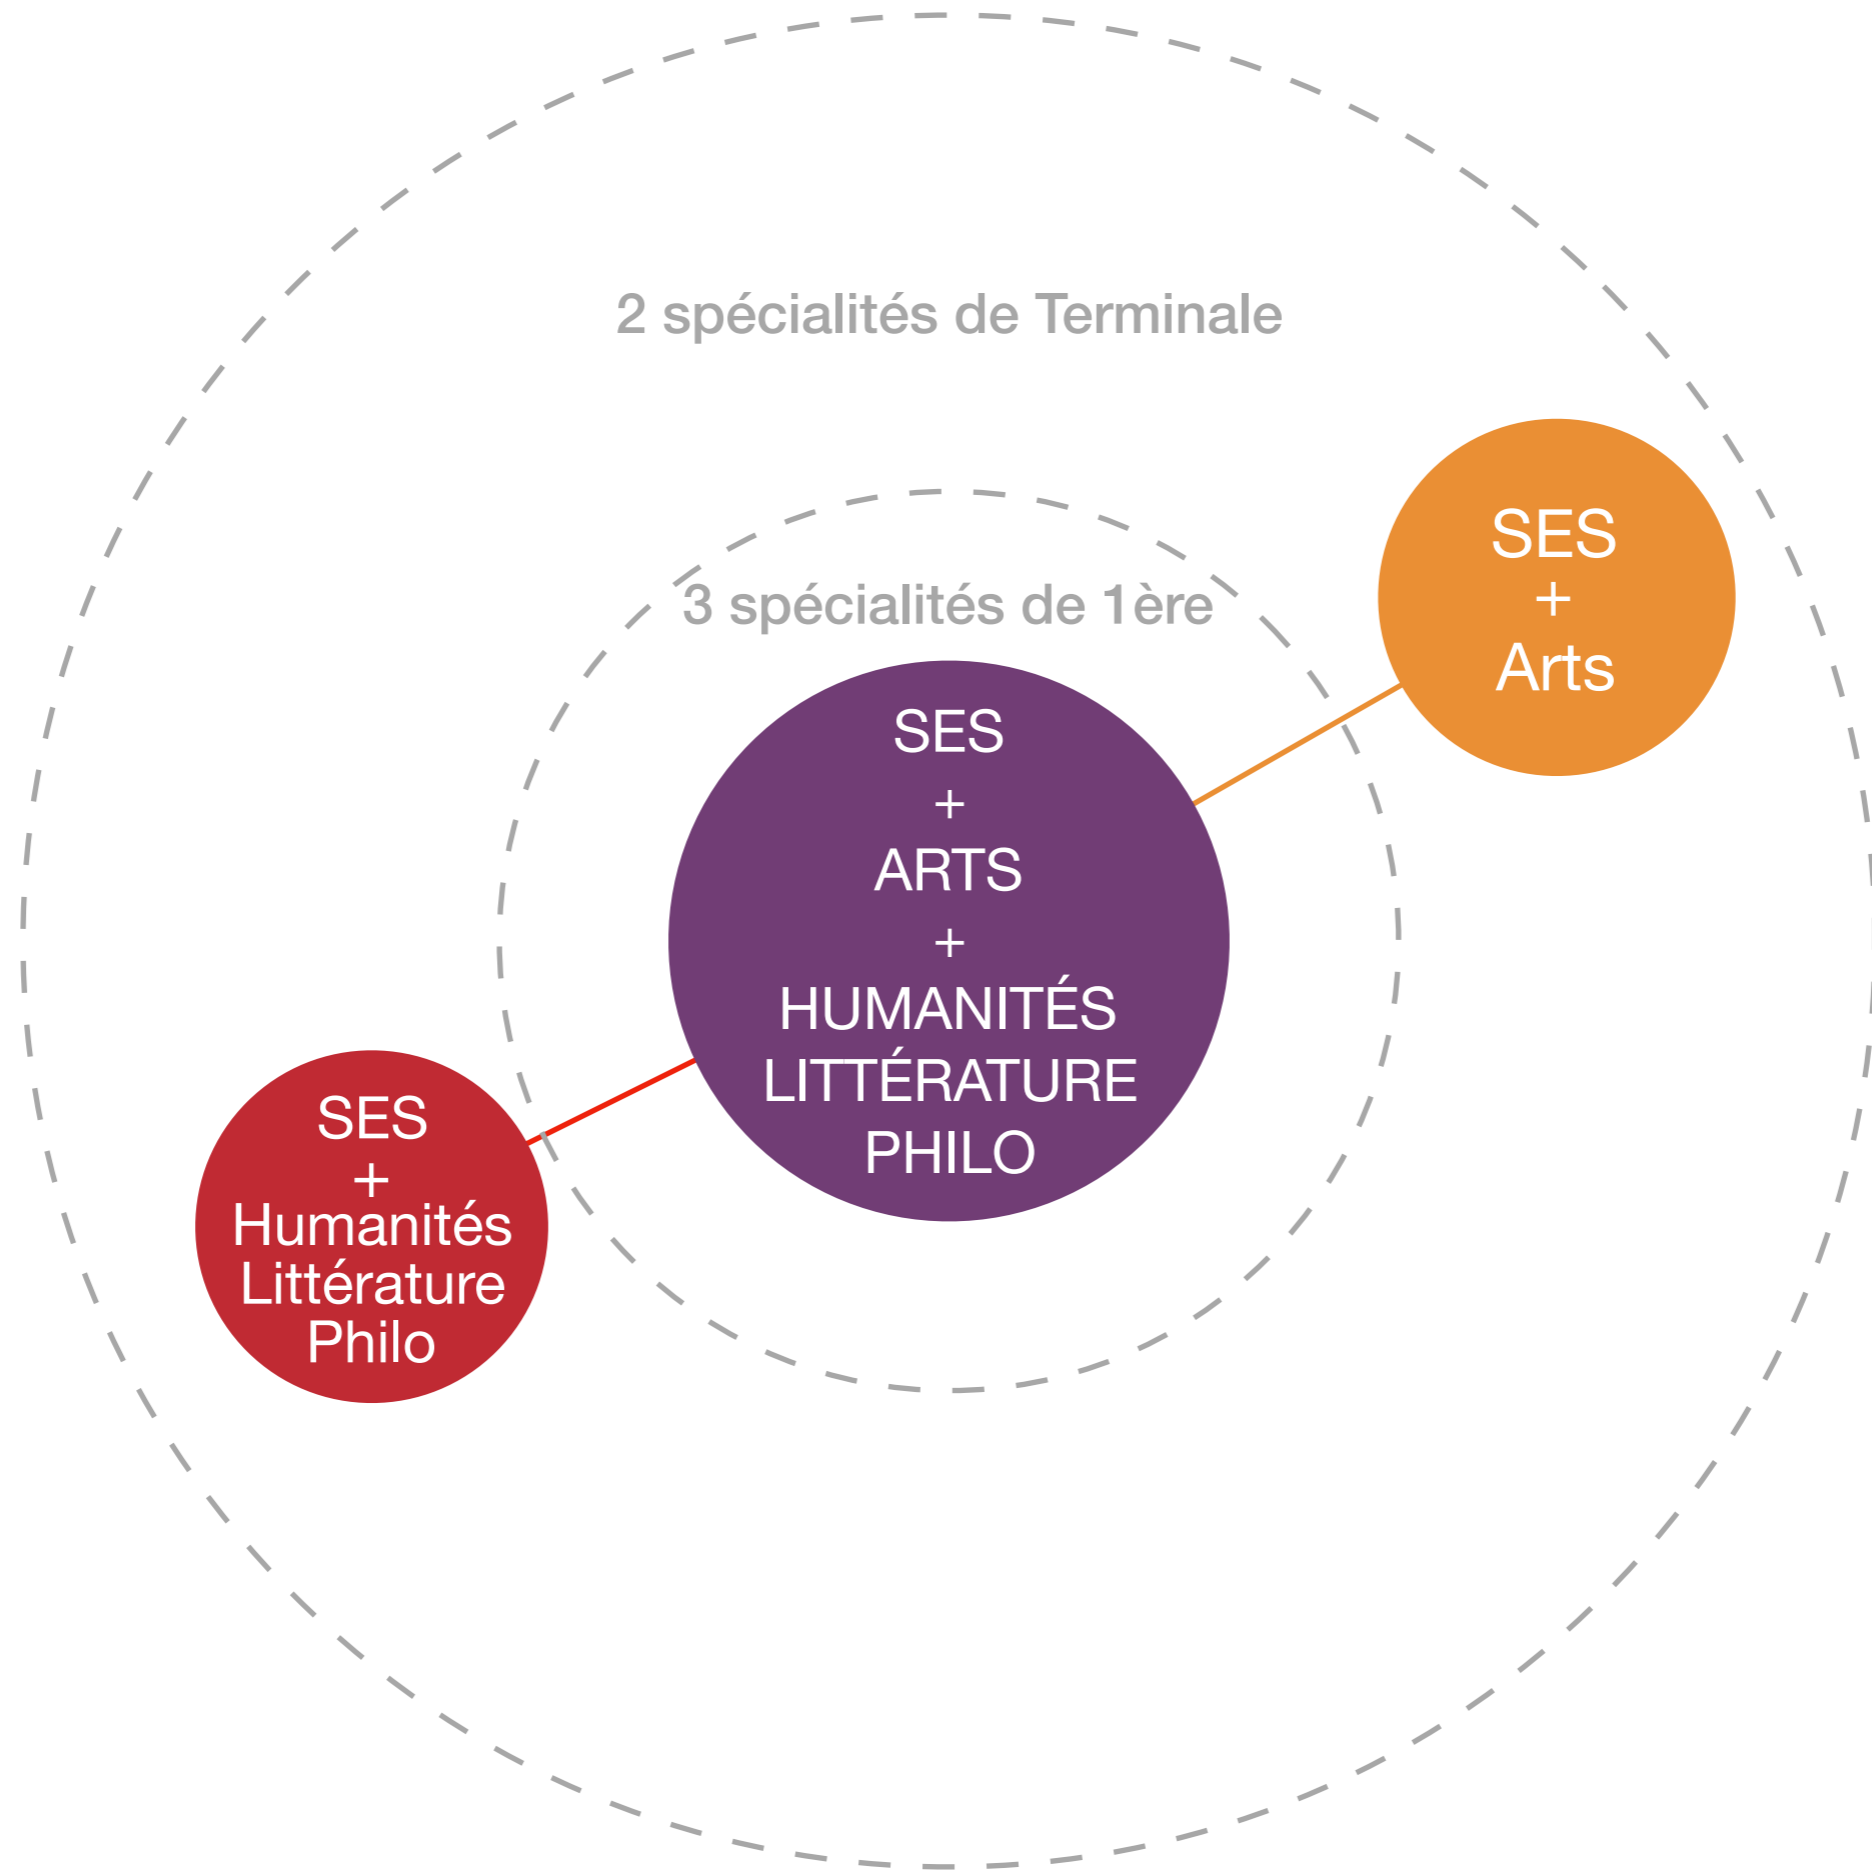 2 spécialités de Terminale
3 spécialités de 1ère
SES
+
Arts
SES
+
ARTS
+
HUMANITÉS
LITTÉRATURE
PHILO
SES
+
Humanités
Littérature
Philo